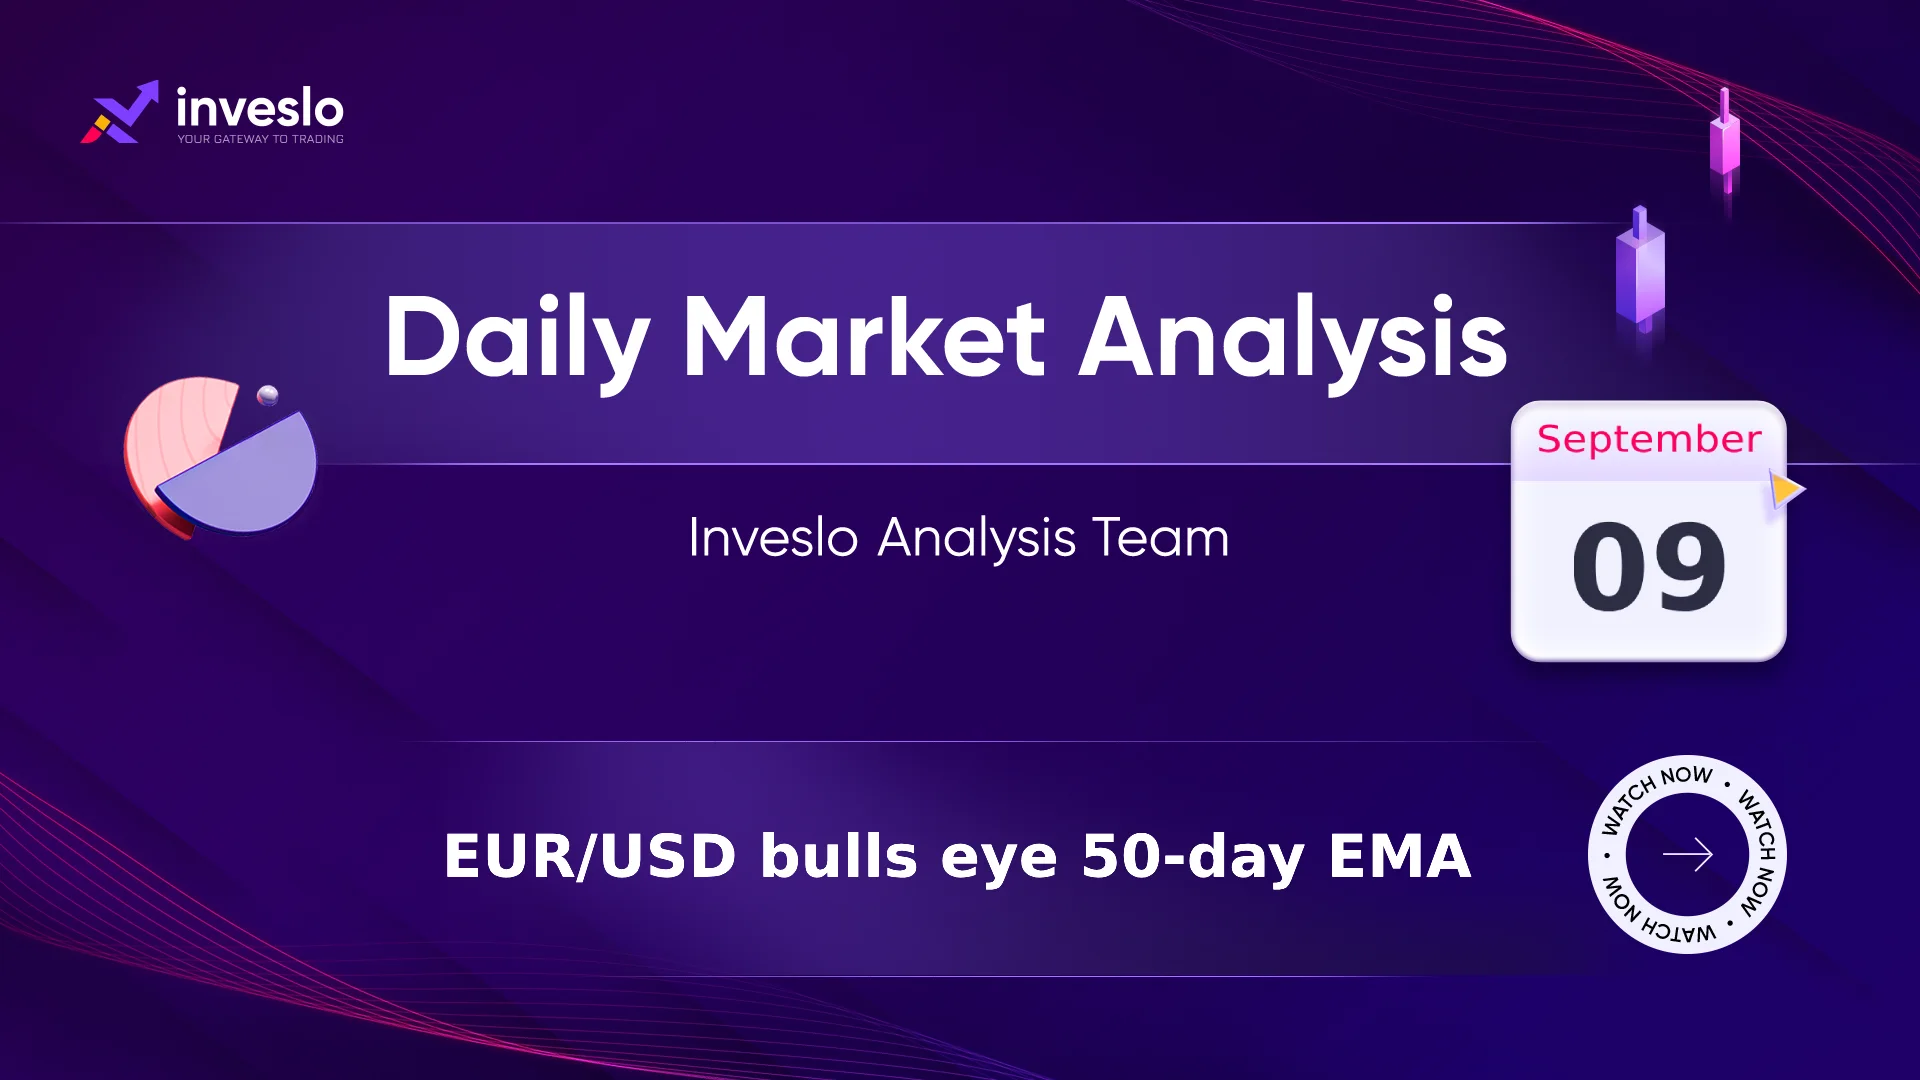 inveslo
YOUR GATEWAY TO TRADING
Daily Market Analysis
September
09
Inveslo Analysis Team
EUR/USD bulls eye 50-day EMA
WATCH NOW • WATCH NOW • WATCH NOW •